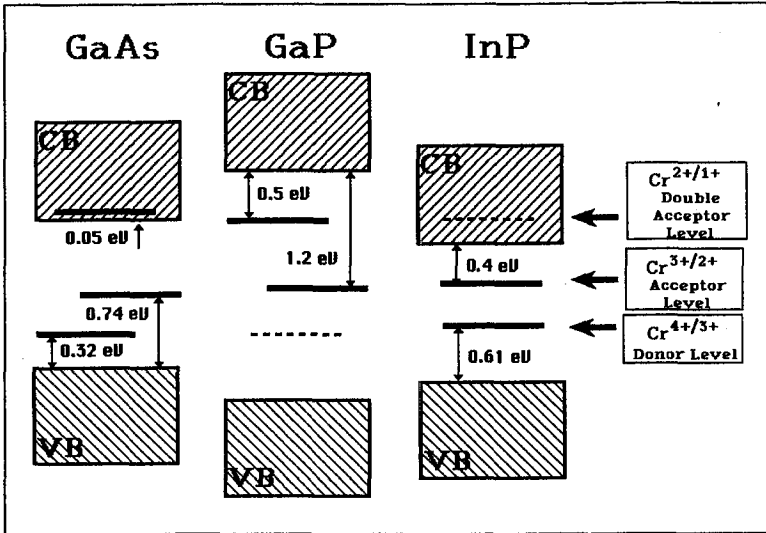 GaAs
GaP
InP
CB
CB
CB
0.5 eV
0.05 eV
1.2 eV
0.4 eV
0.74 eV
0.32 eV
0.61 eV
VB
VB
VB
Cr2+/1+
Double
Acceptor
Level
Cr3+/2+
Acceptor
Level
Cr4+/3+
Donor Level